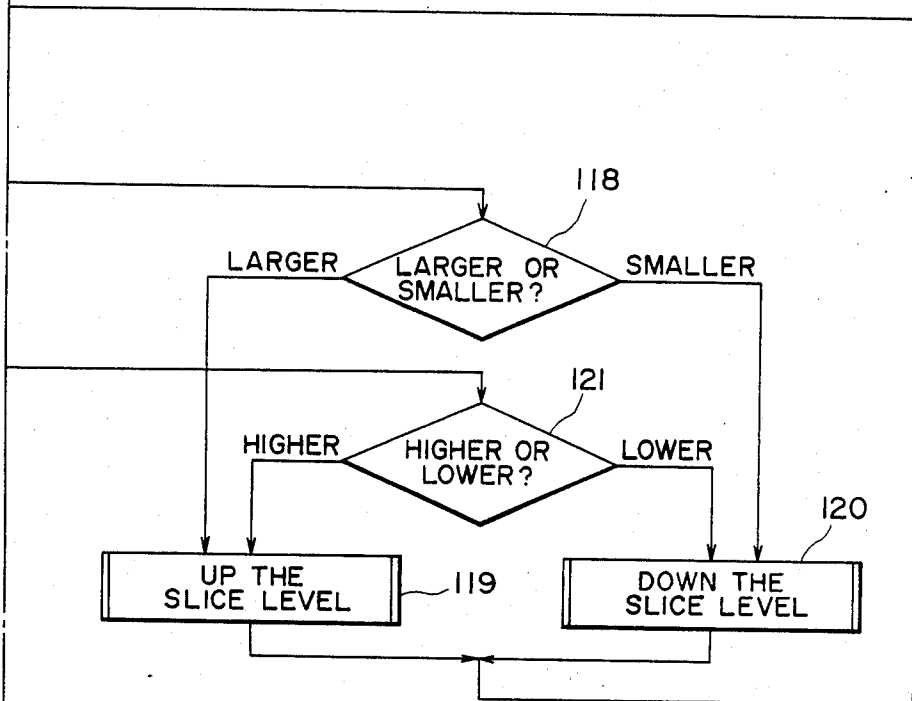 118
LARGER
LARGER OR
SMALLER?
SMALLER
121
HIGHER
HIGHER OR
LOWER?
LOWER
120
UP THE
SLICE LEVEL
119
DOWN THE
SLICE LEVEL